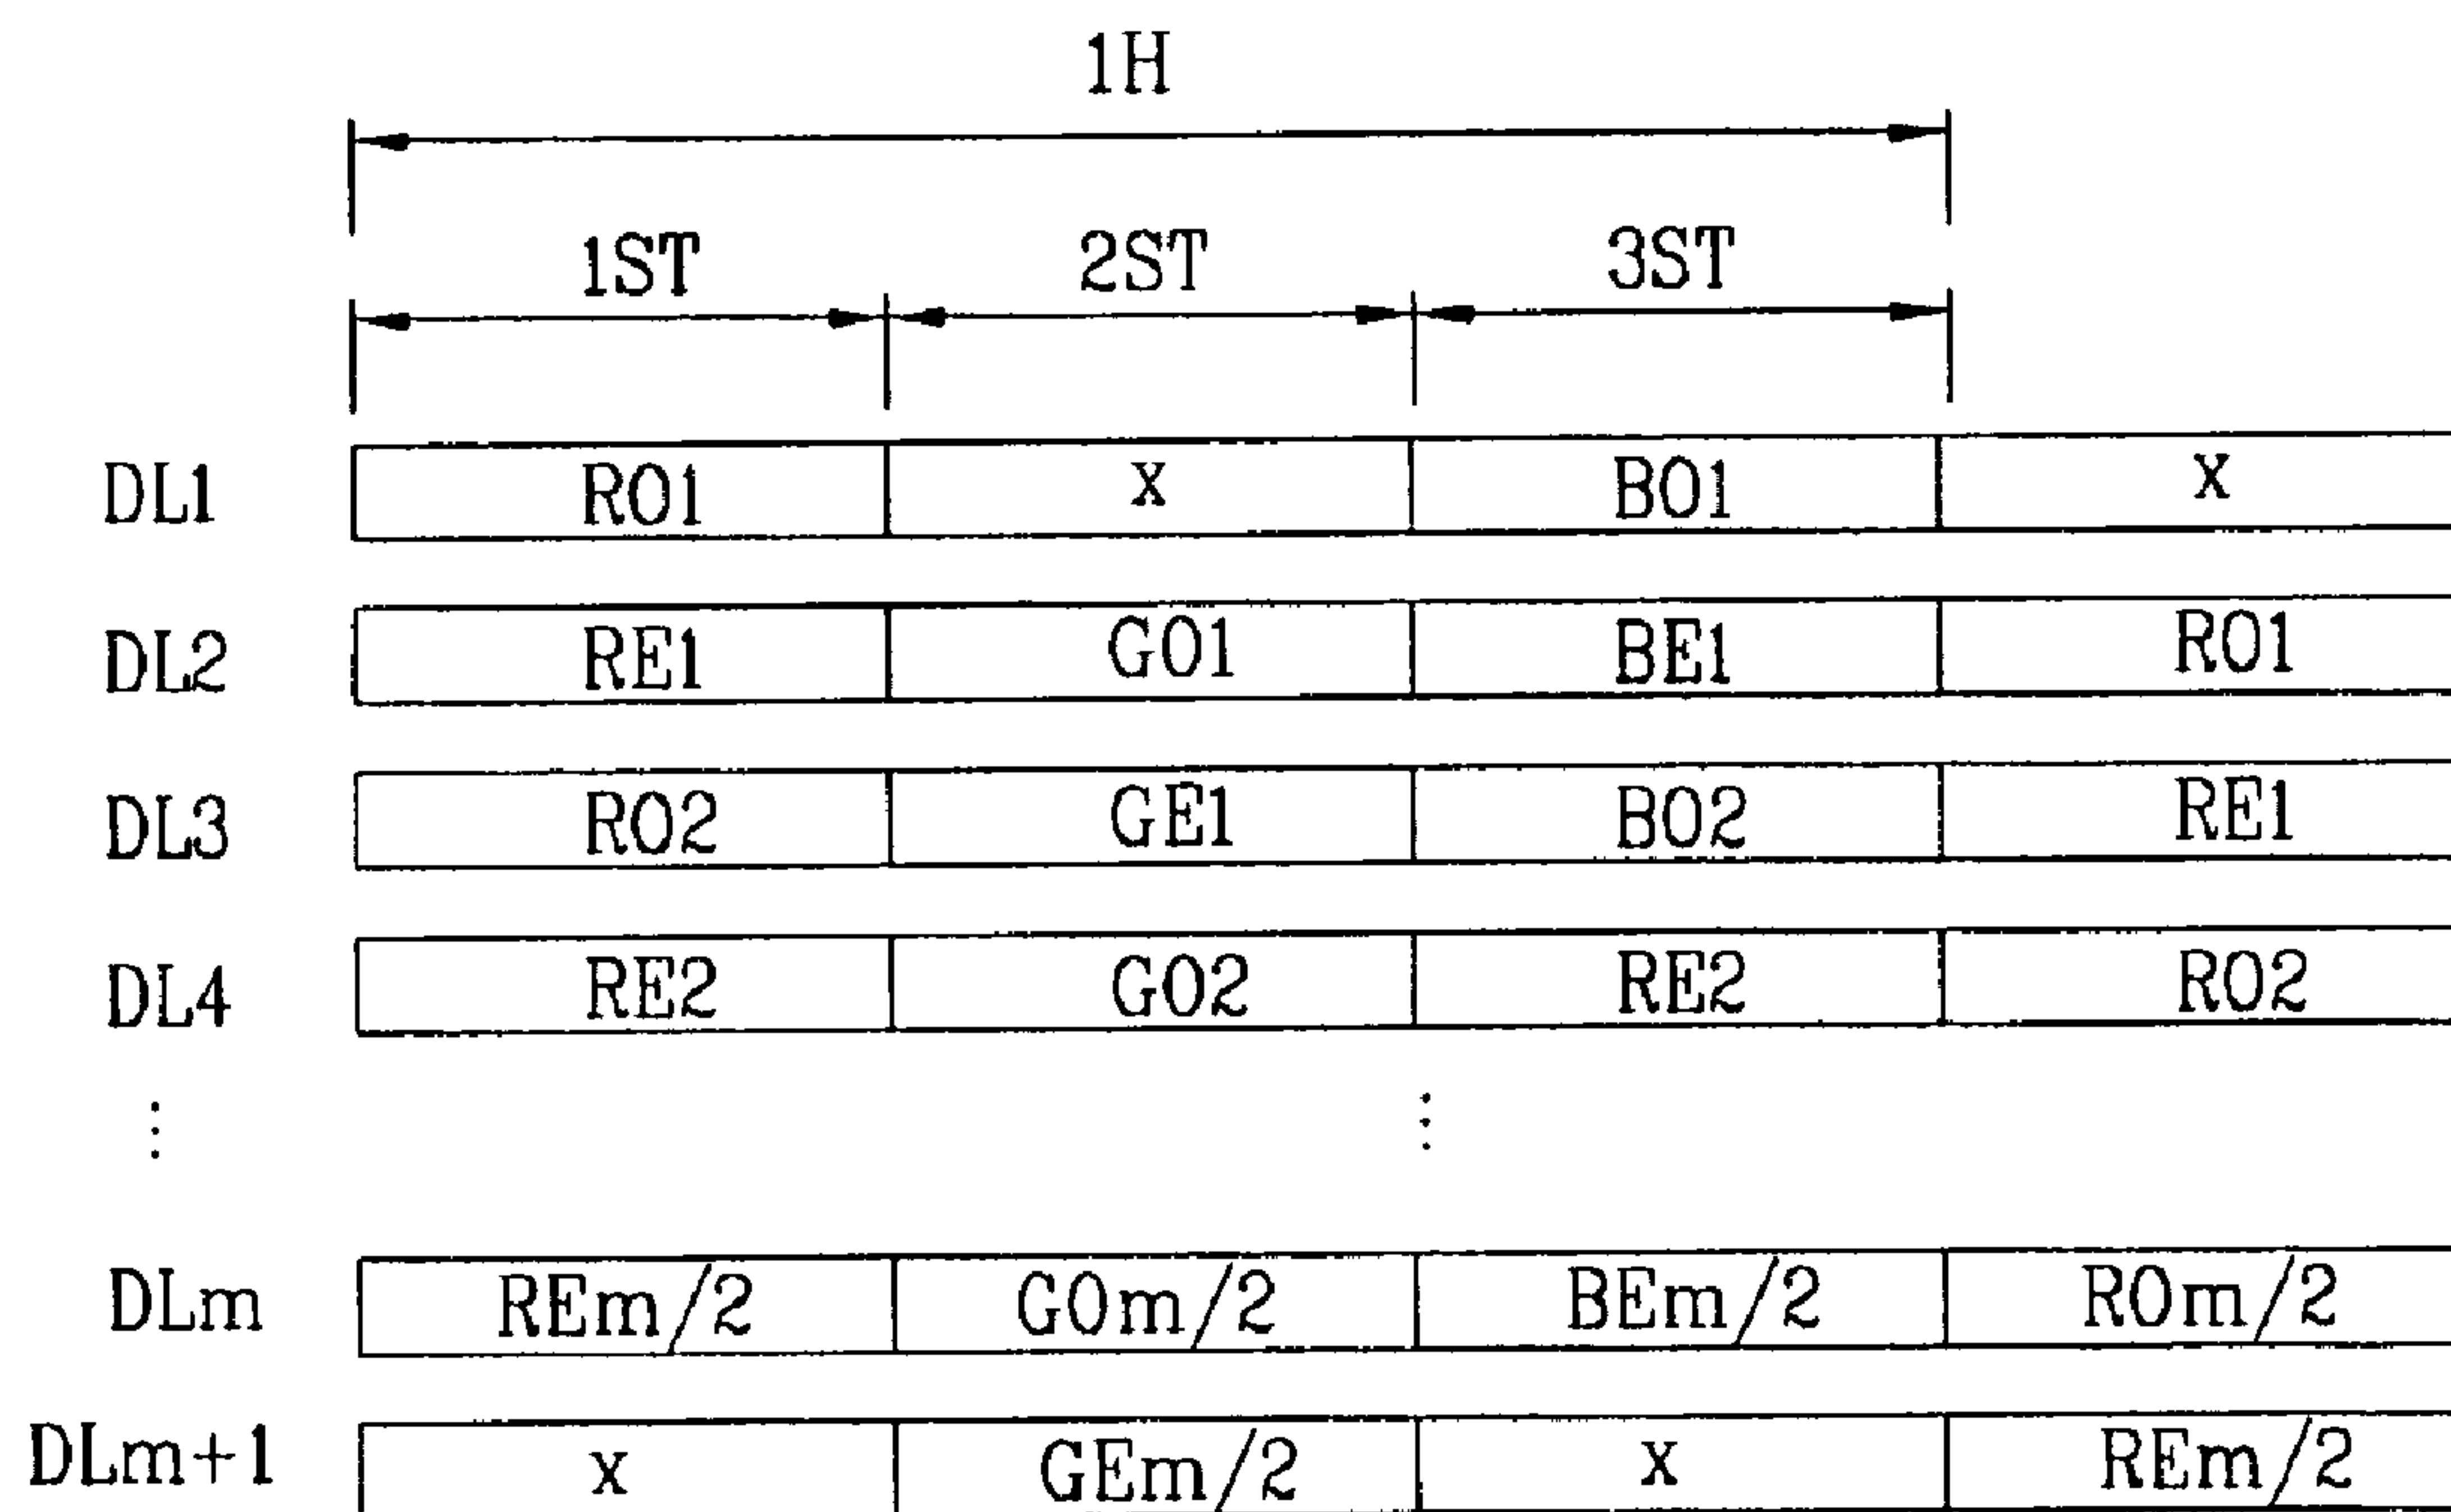 1H
1ST 2ST 3ST
DL1 RO1 x BO1 x
DL2 RE1 GO1 BE1 RO1
DL3 RO2 GE1 BO2 RE1
DL4 RE2 GO2 RE2 RO2
⋮ ⋮
DLm REm/2 GOm/2 BEm/2 ROm/2
DLm+1 x GEm/2 x REm/2